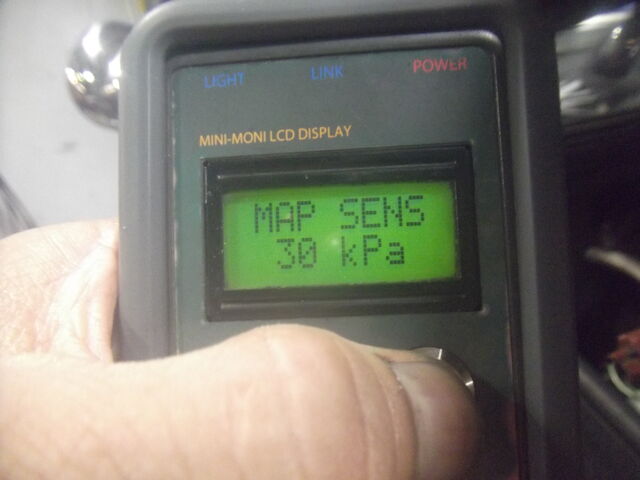 LIGHT LINK POWER
MINI-MONI LCD DISPLAY
MAP SENS
30 kPa